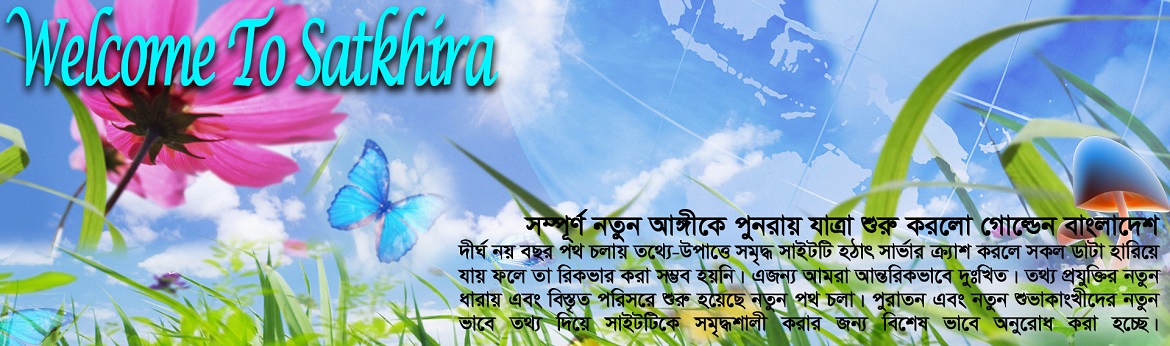 Welcome To Satkhira
সম্পূর্ণ নতুন আঙ্গীকে পুনরায় যাত্রা শুরু করলো গোল্ডেন বাংলাদেশ
দীর্ঘ নয় বছর পথ চলায় তথ্যে-উপাত্তে সমৃদ্ধ সাইটটি হঠাৎ সার্ভার ক্র্যাশ করলে সকল ডাটা হারিয়ে
যায় ফলে তা রিকভার করা সম্ভব হয়নি। এজন্য আমরা আন্তরিকভাবে দুঃখিত। তথ্য প্রযুক্তির নতুন
ধারায় এবং বিস্তৃত পরিসরে শুরু হয়েছে নতুন পথ চলা। পুরাতন এবং নতুন শুভাকাংখীদের নতুন
ভাবে তথ্য দিয়ে সাইটটিকে সমৃদ্ধশালী করার জন্য বিশেষ ভাবে অনুরোধ করা হচ্ছে।